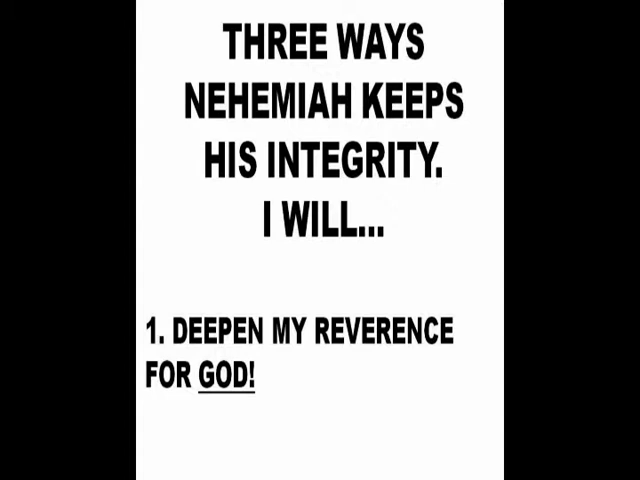 THREE WAYS
NEHEMIAH KEEPS
HIS INTEGRITY.
I WILL...
1. DEEPEN MY REVERENCE
FOR GOD!